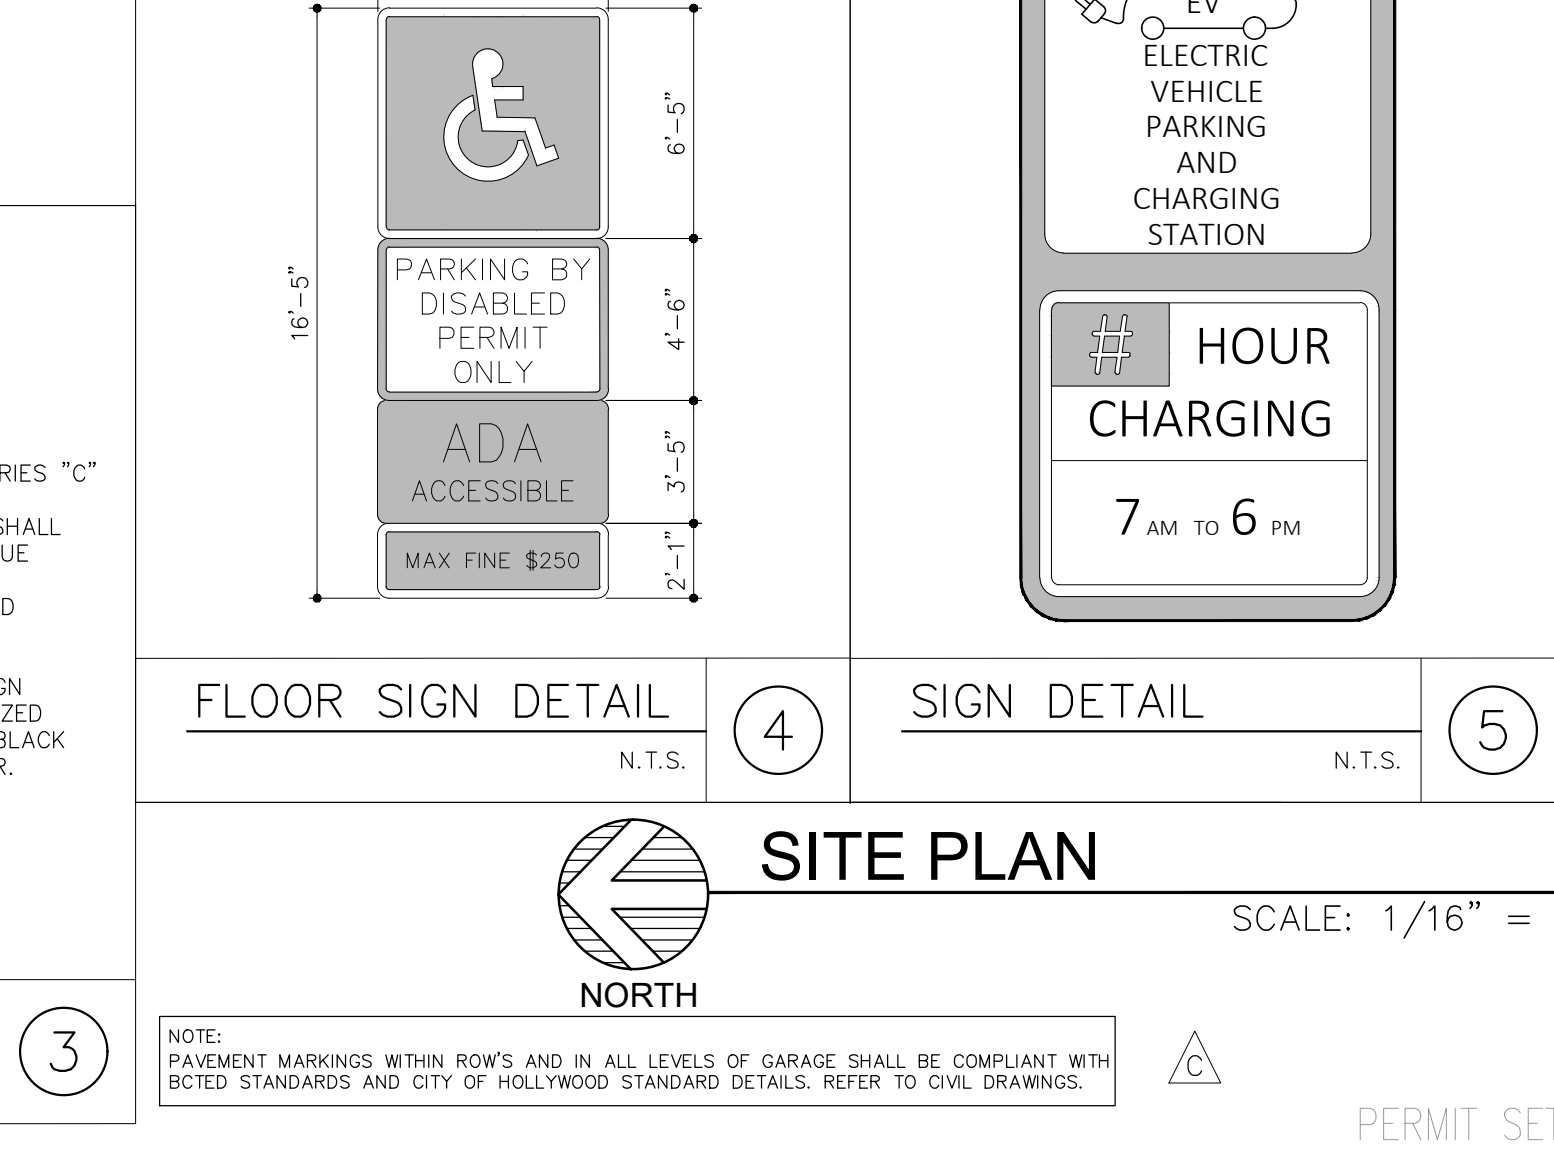 EV
ELECTRIC
VEHICLE
PARKING
AND
CHARGING
STATION
# HOUR
CHARGING
7 AM TO 6 PM
16'-5"
6'-5"
4'-6"
3'-5"
2'-1"
PARKING BY
DISABLED
PERMIT
ONLY
ADA
ACCESSIBLE
MAX FINE $250
RIES "C"
SHALL
UE
D
GN
ZED
BLACK
R.
FLOOR SIGN DETAIL
N.T.S.
4
SIGN DETAIL
N.T.S.
5
SITE PLAN
SCALE: 1/16" =
NORTH
3
NOTE:
PAVEMENT MARKINGS WITHIN ROW'S AND IN ALL LEVELS OF GARAGE SHALL BE COMPLIANT WITH
BCTED STANDARDS AND CITY OF HOLLYWOOD STANDARD DETAILS. REFER TO CIVIL DRAWINGS.
C
PERMIT SET